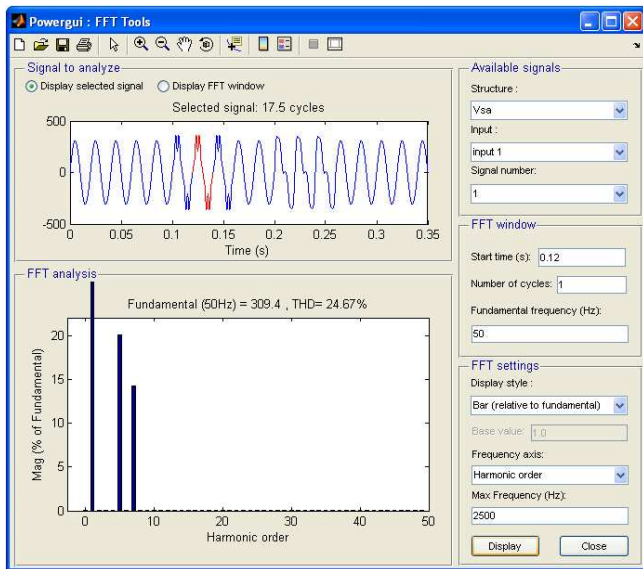 Powergui : FFT Tools
Signal to analyze
Display selected signal
Display FFT window
Selected signal: 17.5 cycles
500
0
-500
0
0.05
0.1
0.15
0.2
0.25
0.3
0.35
Time (s)
FFT analysis
Fundamental (50Hz) = 309.4 , THD= 24.67%
Mag (% of Fundamental)
20
15
10
5
0
0
10
20
30
40
50
Harmonic order
Available signals
Structure :
Vsa
Input :
input 1
Signal number:
1
FFT window
Start time (s): 0.12
Number of cycles: 1
Fundamental frequency (Hz):
50
FFT settings
Display style :
Bar (relative to fundamental)
Base value: 1.0
Frequency axis:
Harmonic order
Max Frequency (Hz):
2500
Display
Close